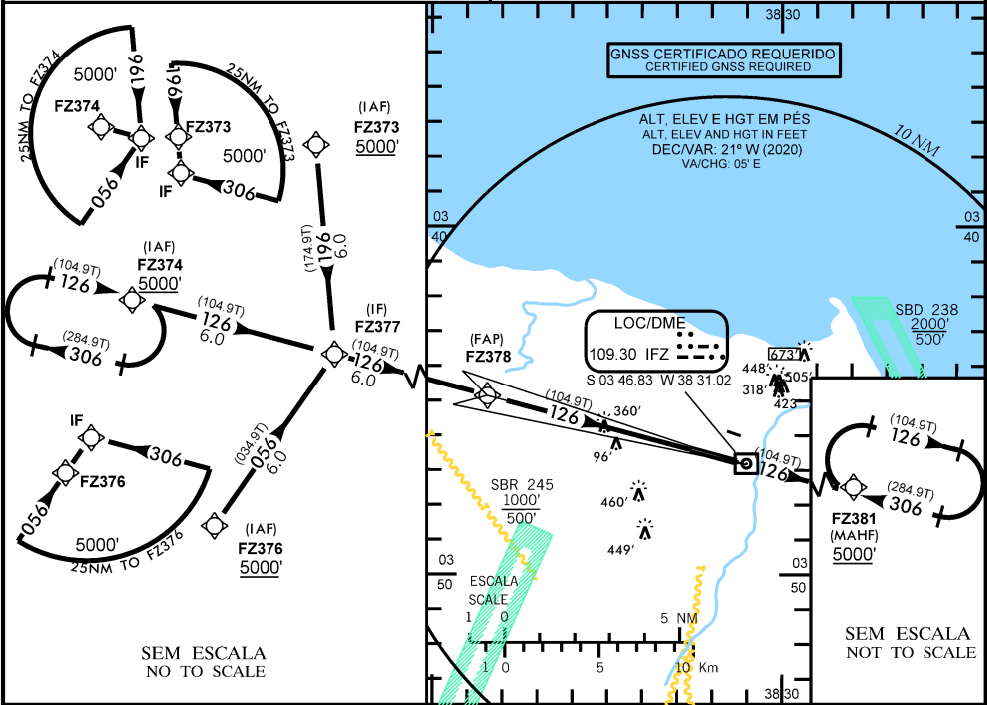 25NM TO FZ374
5000'
196
FZ374
IF
056
196
25NM TO FZ373
FZ373
5000'
IF
306
(IAF)
FZ373
5000'
(174.9T)
196
6.0
(IAF)
FZ374
5000'
(104.9T)
126
(284.9T)
306
(104.9T)
126
6.0
(IF)
FZ377
(104.9T)
126
6.0
IF
306
FZ376
056
5000'
25NM TO FZ376
(034.9T)
056
6.0
(IAF)
FZ376
5000'
SEM ESCALA
NO TO SCALE
38 30
GNSS CERTIFICADO REQUERIDO
CERTIFIED GNSS REQUIRED
ALT, ELEV E HGT EM PÉS
ALT, ELEV AND HGT IN FEET
DEC/VAR: 21º W (2020)
VA/CHG: 05' E
10 NM
03
40
03
40
SBD 238
2000'
500'
LOC/DME
109.30 IFZ
S 03 46.83 W 38 31.02
(FAP)
FZ378
(104.9T)
126
360'
96'
673'
448'
505'
318'
423
460'
449'
(104.9T)
126
SBR 245
1000'
500'
03
50
03
50
ESCALA
SCALE
1 0 5 NM
1 0 5 10 Km
38 30
(104.9T)
126
(284.9T)
306
FZ381
(MAHF)
5000'
SEM ESCALA
NOT TO SCALE